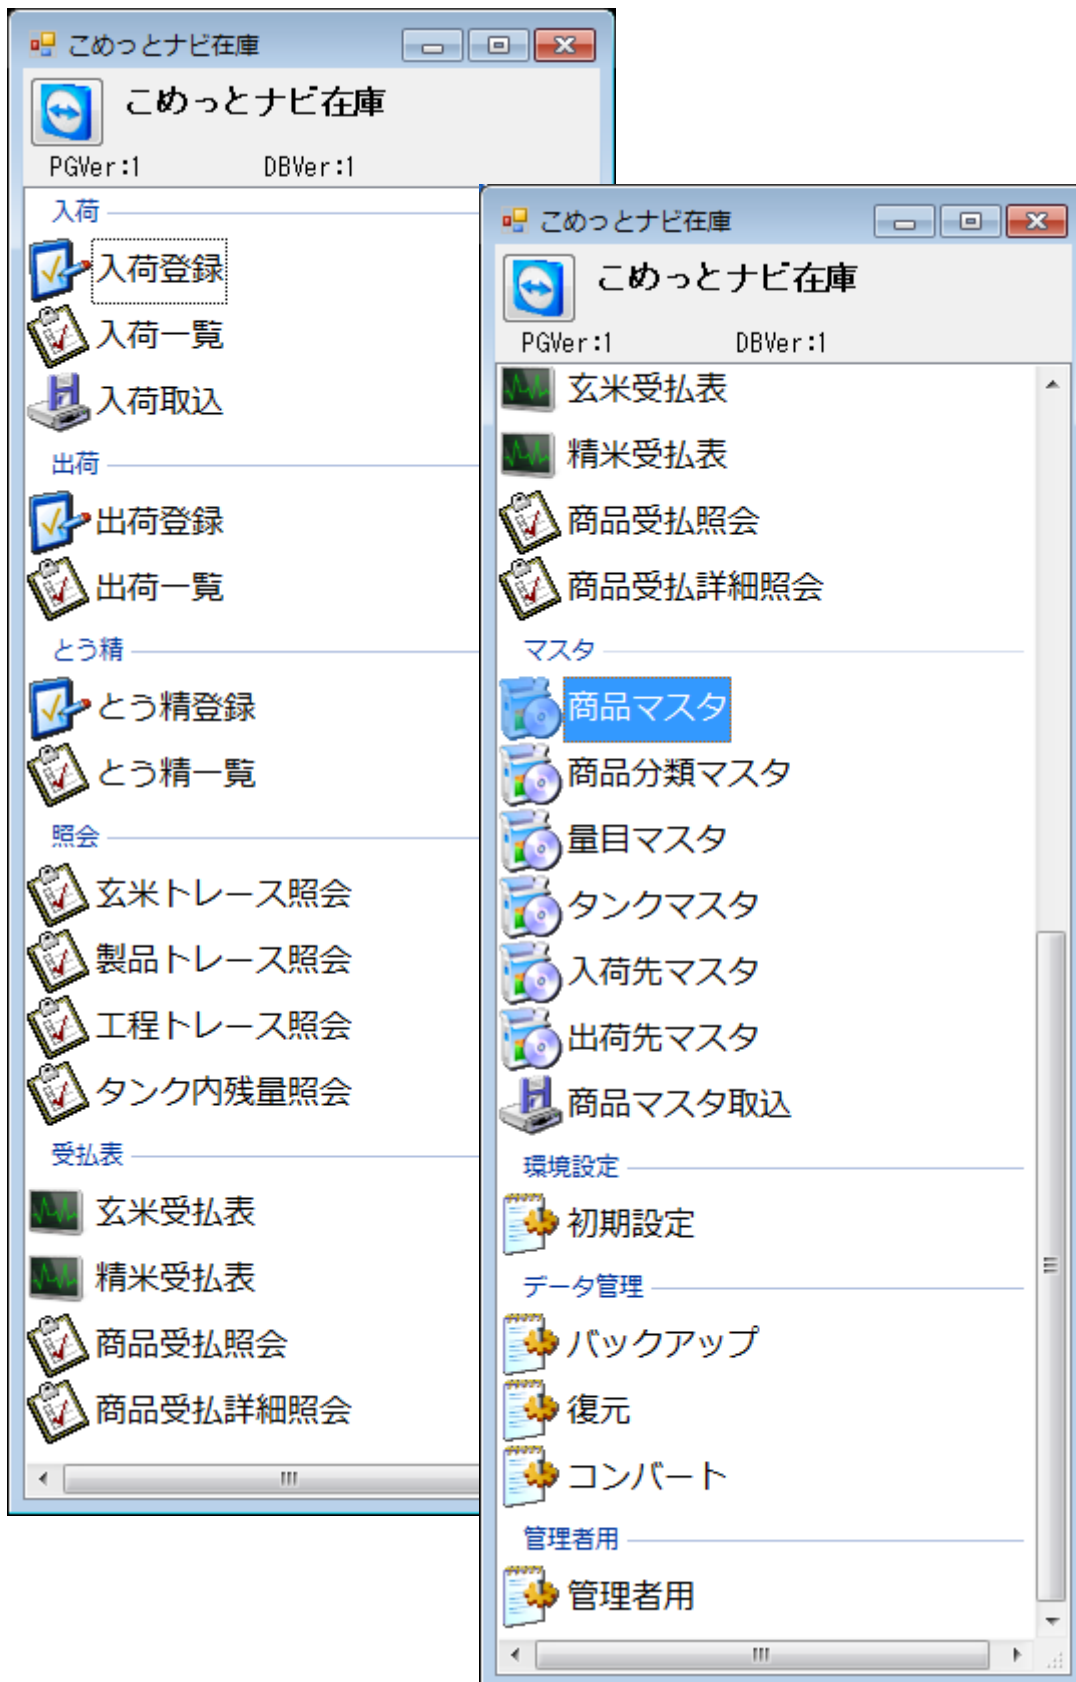 こめっとナビ在庫
こめっとナビ在庫
PGVer:1 DBVer:1
入荷
入荷登録
入荷一覧
入荷取込
出荷
出荷登録
出荷一覧
とう精
とう精登録
とう精一覧
照会
玄米トレース照会
製品トレース照会
工程トレース照会
タンク内残量照会
受払表
玄米受払表
精米受払表
商品受払照会
商品受払詳細照会
こめっとナビ在庫
こめっとナビ在庫
PGVer:1 DBVer:1
玄米受払表
精米受払表
商品受払照会
商品受払詳細照会
マスタ
商品マスタ
商品分類マスタ
量目マスタ
タンクマスタ
入荷先マスタ
出荷先マスタ
商品マスタ取込
環境設定
初期設定
データ管理
バックアップ
復元
コンバート
管理者用
管理者用